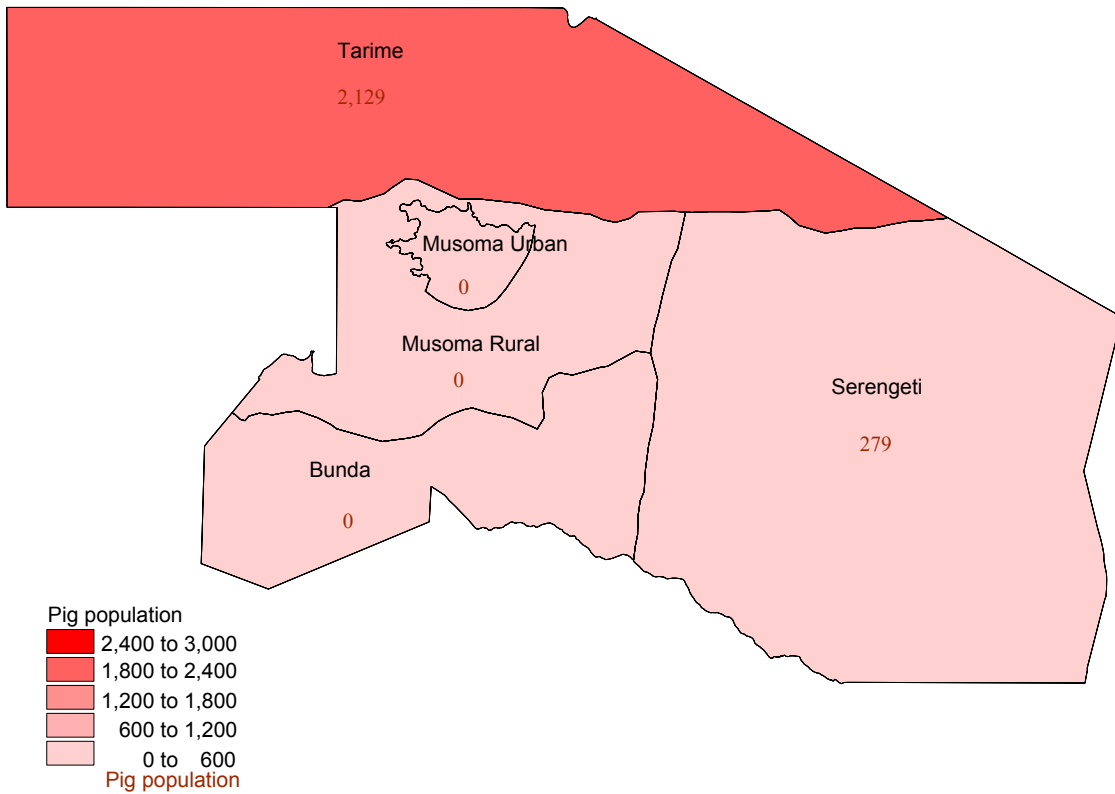 Tarime
2,129
Musoma Urban
0
Musoma Rural
0
Serengeti
279
Bunda
0
Pig population
2,400 to 3,000
1,800 to 2,400
1,200 to 1,800
600 to 1,200
0 to 600
Pig population